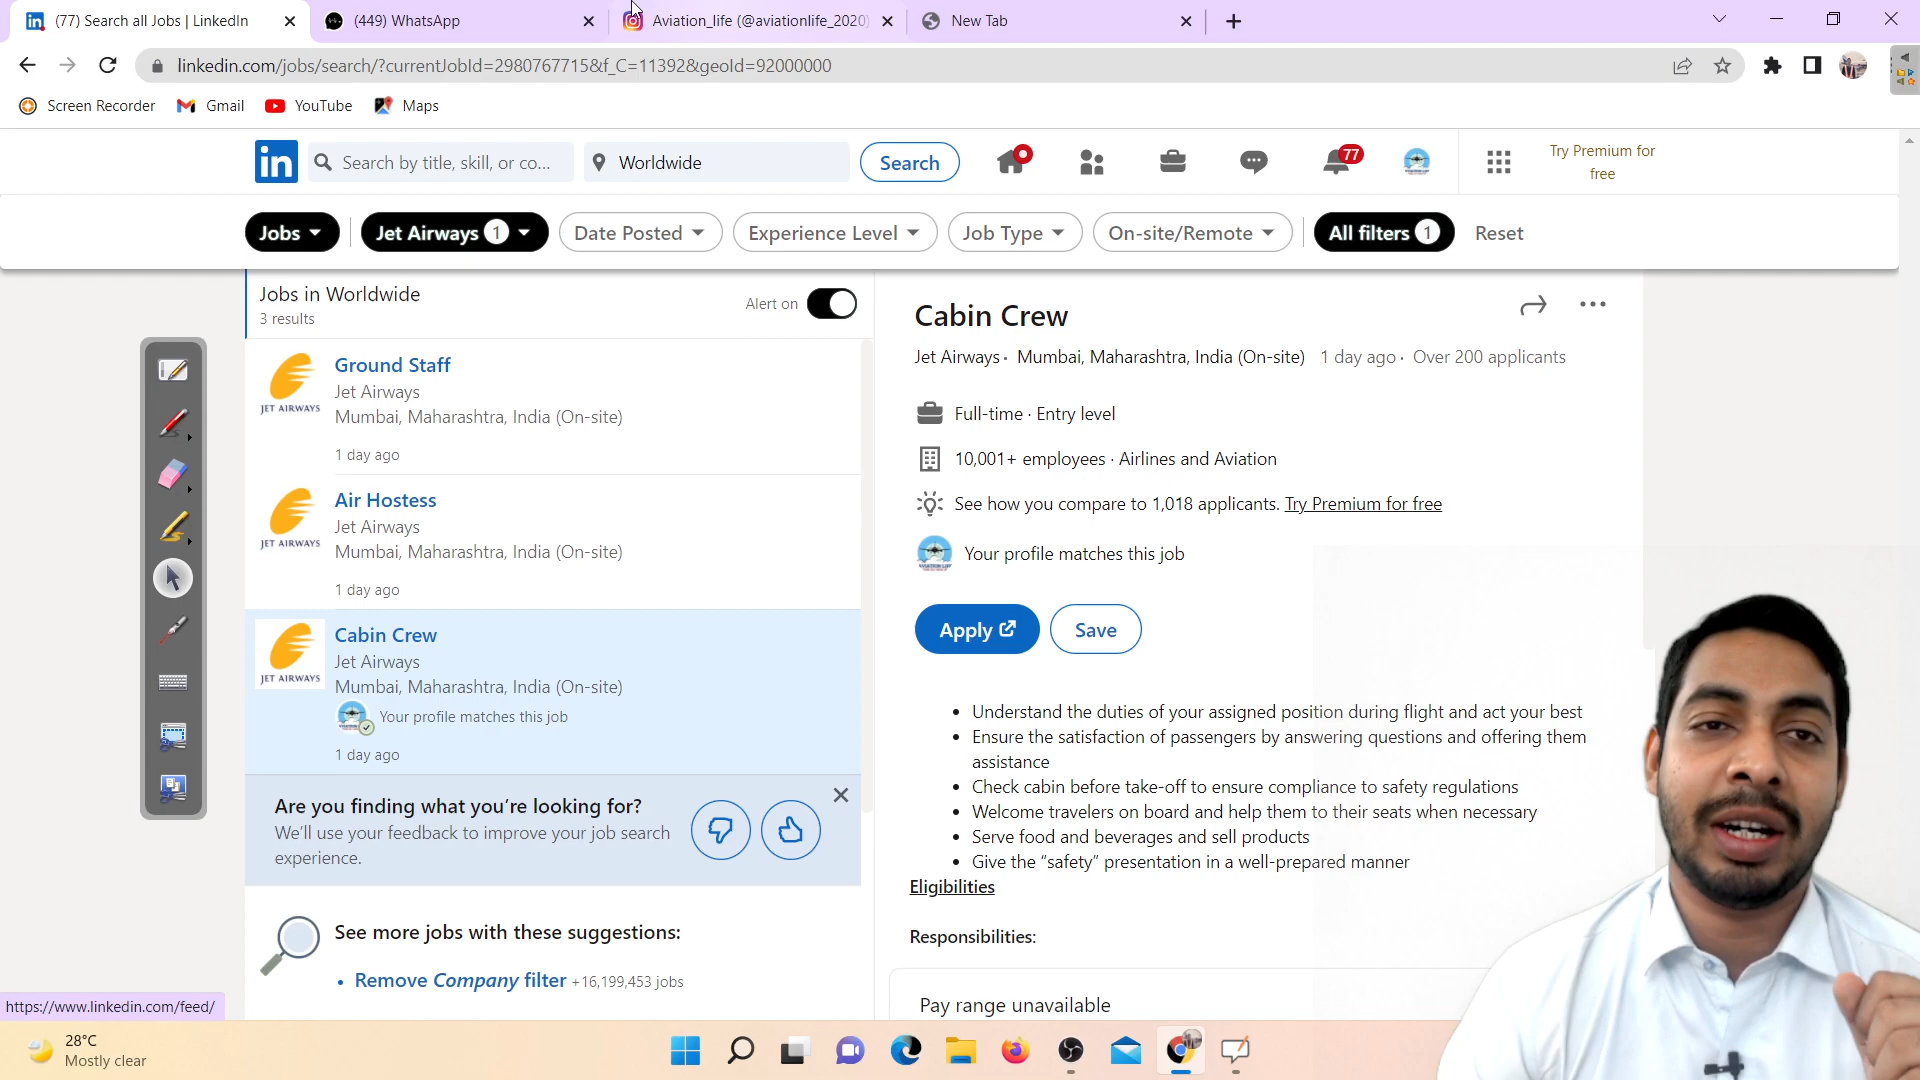 (77) Search all Jobs | LinkedIn
(449) WhatsApp
Aviation_life (@aviationlife_2020)
New Tab
linkedin.com/jobs/search/?currentJobId=2980767715&f_C=11392&geoId=92000000
Screen Recorder
Gmail
YouTube
Maps
in
Search by title, skill, or co...
Worldwide
Search
77
Try Premium for
free
Jobs
Jet Airways 1
Date Posted
Experience Level
Job Type
On-site/Remote
All filters 1
Reset
Jobs in Worldwide
3 results
Alert on
JET AIRWAYS
Ground Staff
Jet Airways
Mumbai, Maharashtra, India (On-site)
1 day ago
JET AIRWAYS
Air Hostess
Jet Airways
Mumbai, Maharashtra, India (On-site)
1 day ago
JET AIRWAYS
Cabin Crew
Jet Airways
Mumbai, Maharashtra, India (On-site)
Your profile matches this job
1 day ago
Are you finding what you’re looking for?
We’ll use your feedback to improve your job search
experience.
See more jobs with these suggestions:
• Remove Company filter +16,199,453 jobs
Cabin Crew
Jet Airways · Mumbai, Maharashtra, India (On-site) 1 day ago · Over 200 applicants
Full-time · Entry level
10,001+ employees · Airlines and Aviation
See how you compare to 1,018 applicants. Try Premium for free
Your profile matches this job
Apply
Save
• Understand the duties of your assigned position during flight and act your best
• Ensure the satisfaction of passengers by answering questions and offering them
assistance
• Check cabin before take-off to ensure compliance to safety regulations
• Welcome travelers on board and help them to their seats when necessary
• Serve food and beverages and sell products
• Give the “safety” presentation in a well-prepared manner
Eligibilities
Responsibilities:
Pay range unavailable
https://www.linkedin.com/feed/
28°C
Mostly clear